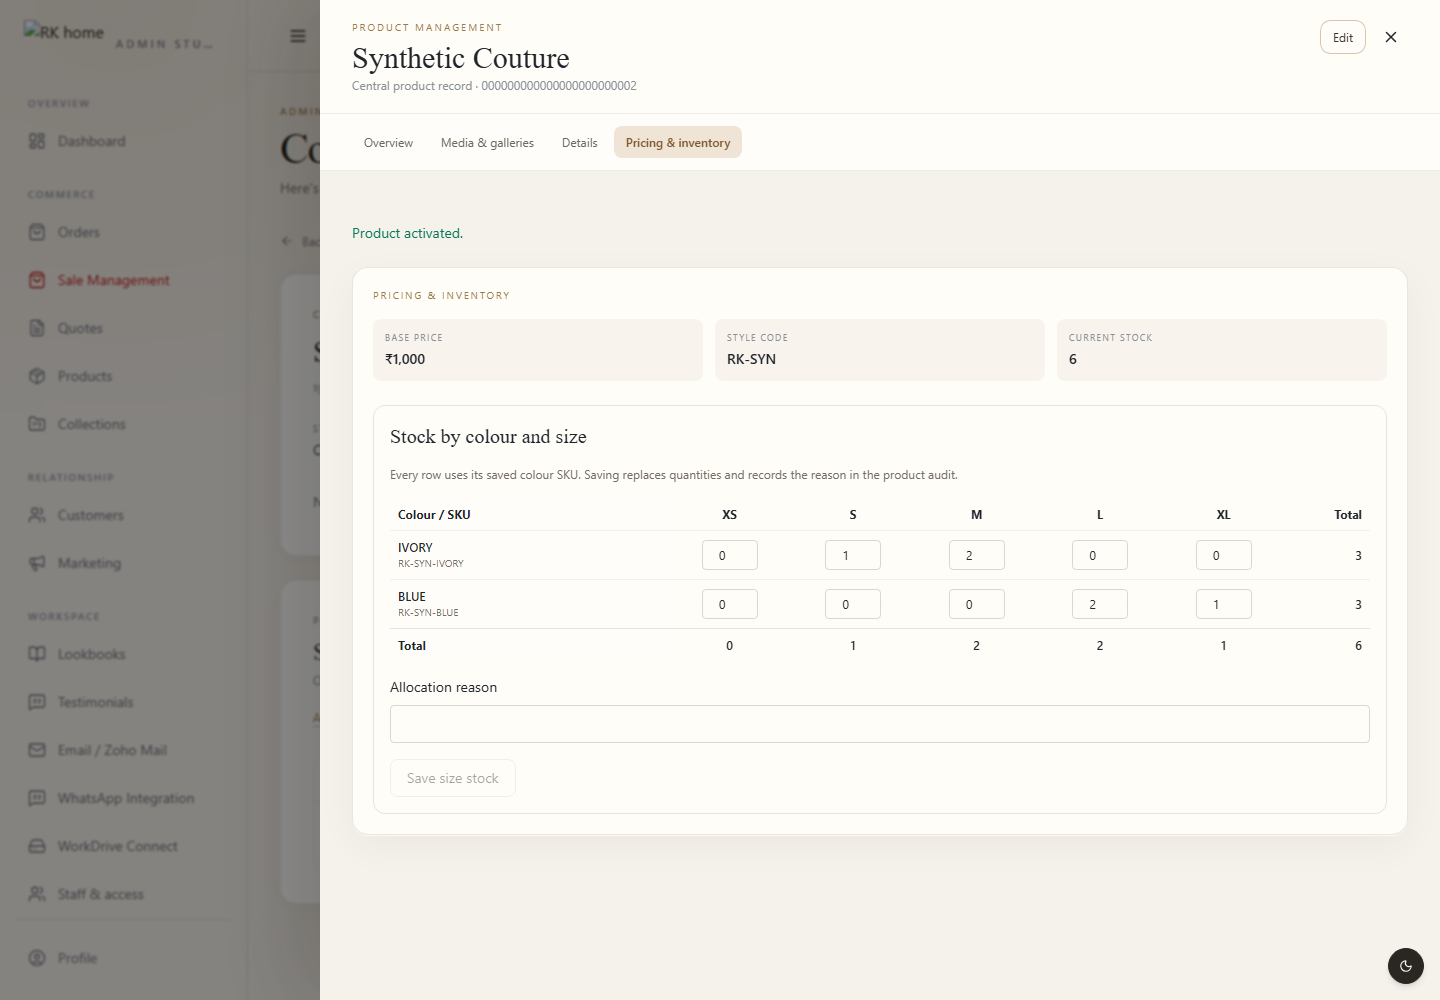 RK home
ADMIN STU...
OVERVIEW
Dashboard
COMMERCE
Orders
Sale Management
Quotes
Products
Collections
RELATIONSHIP
Customers
Marketing
WORKSPACE
Lookbooks
Testimonials
Email / Zoho Mail
WhatsApp Integration
WorkDrive Connect
Staff & access
Profile
ADMIN
Co
Here's
PRODUCT MANAGEMENT
Synthetic Couture
Central product record · 000000000000000000000002
Edit
Overview
Media & galleries
Details
Pricing & inventory
Product activated.
PRICING & INVENTORY
BASE PRICE
₹1,000
STYLE CODE
RK-SYN
CURRENT STOCK
6
Stock by colour and size
Every row uses its saved colour SKU. Saving replaces quantities and records the reason in the product audit.
Colour / SKU XS S M L XL Total
IVORY
RK-SYN-IVORY
0 1 2 0 0 3
BLUE
RK-SYN-BLUE
0 0 0 2 1 3
Total 0 1 2 2 1 6
Allocation reason
Save size stock